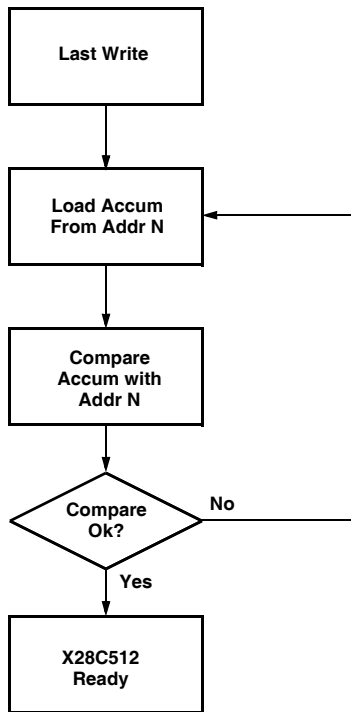 Last Write
Load Accum
From Addr N
Compare
Accum with
Addr N
Compare
Ok?
No
Yes
X28C512
Ready